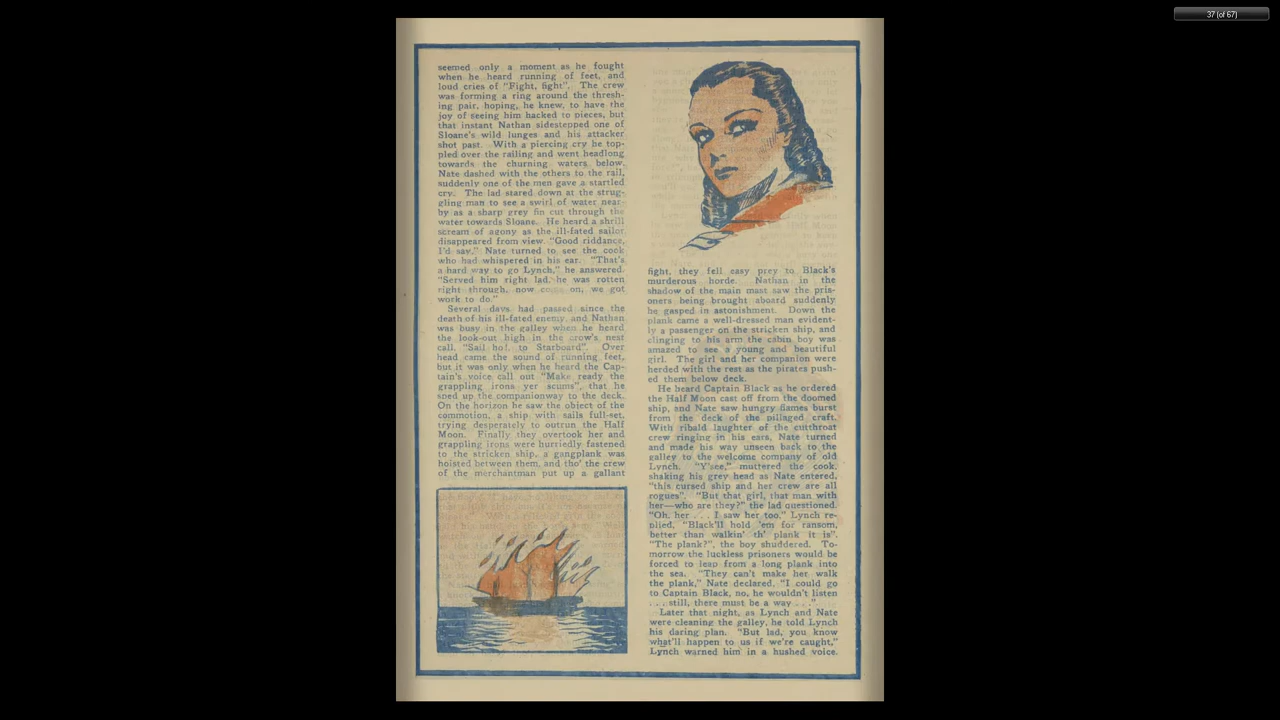 37 (of 67)
seemed only a moment as he fought
when he heard running of feet, and
loud cries of "Fight, fight". The crew
was forming a ring around the thresh-
ing pair, hoping, he knew, to have the
joy of seeing him hacked to pieces, but
that instant Nathan sidestepped one of
Sloane's wild lunges and his attacker
shot past. With a piercing cry he top-
pled over the railing and went headlong
towards the churning waters below.
Nate dashed with the others to the rail,
suddenly one of the men gave a startled
cry. The lad stared down at the strug-
gling man to see a swirl of water near-
by as a sharp grey fin cut through the
water towards Sloane. He heard a shrill
scream of agony as the ill-fated sailor
disappeared from view. "Good riddance,
I'd say," Nate turned to see the cook
who had whispered in his ear. "That's
a hard way to go Lynch," he answered.
"Served him right lad, he was rotten
right through, now come on, we got
work to do."
Several days had passed since the
death of his ill-fated enemy, and Nathan
was busy in the galley when he heard
the look-out high in the crow's nest
call, "Sail ho!, to Starboard". Over
head came the sound of running feet,
but it was only when he heard the Cap-
tain's voice call out "Make ready the
grappling irons yer scums", that he
sped up the companionway to the deck.
On the horizon he saw the object of the
commotion, a ship with sails full-set,
trying desperately to outrun the Half
Moon. Finally they overtook her and
grappling irons were hurriedly fastened
to the stricken ship, a gangplank was
hoisted between them, and tho' the crew
of the merchantman put up a gallant
fight, they fell easy prey to Black's
murderous horde. Nathan in the
shadow of the main mast saw the pris-
oners being brought aboard suddenly
he gasped in astonishment. Down the
plank came a well-dressed man evident-
ly a passenger on the stricken ship, and
clinging to his arm the cabin boy was
amazed to see a young and beautiful
girl. The girl and her companion were
herded with the rest as the pirates push-
ed them below deck.
He heard Captain Black as he ordered
the Half Moon cast off from the doomed
ship, and Nate saw hungry flames burst
from the deck of the pillaged craft.
With ribald laughter of the cutthroat
crew ringing in his ears, Nate turned
and made his way unseen back to the
galley to the welcome company of old
Lynch. "Y'see," muttered the cook,
shaking his grey head as Nate entered,
"this cursed ship and her crew are all
rogues". "But that girl, that man with
her—who are they?" the lad questioned.
"Oh, her . . . I saw her too," Lynch re-
plied, "Black'll hold 'em for ransom,
better than walkin' th' plank it is".
"The plank?", the boy shuddered. To-
morrow the luckless prisoners would be
forced to leap from a long plank into
the sea. "They can't make her walk
the plank," Nate declared, "I could go
to Captain Black, no, he wouldn't listen
. . . still, there must be a way . . .".
Later that night, as Lynch and Nate
were cleaning the galley, he told Lynch
his daring plan. "But lad, you know
what'll happen to us if we're caught,"
Lynch warned him in a hushed voice.